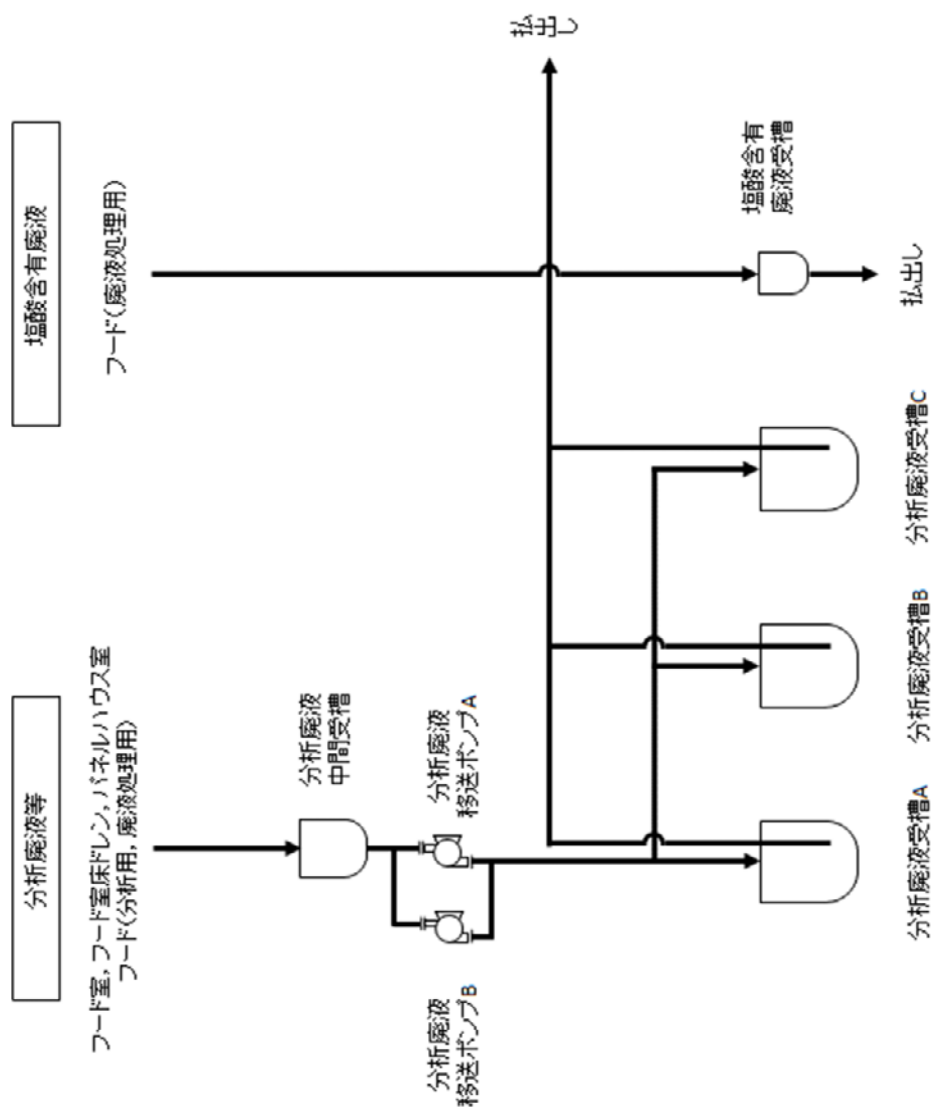 分析廃液等
フード室，フード室床ドレン，パネルハウス室
フード（分析用，廃液処理用）
分析廃液
中間受槽
分析廃液
移送ポンプB
分析廃液
移送ポンプA
分析廃液受槽A
分析廃液受槽B
分析廃液受槽C
塩酸含有廃液
フード（廃液処理用）
塩酸含有
廃液受槽
払出し
払出し